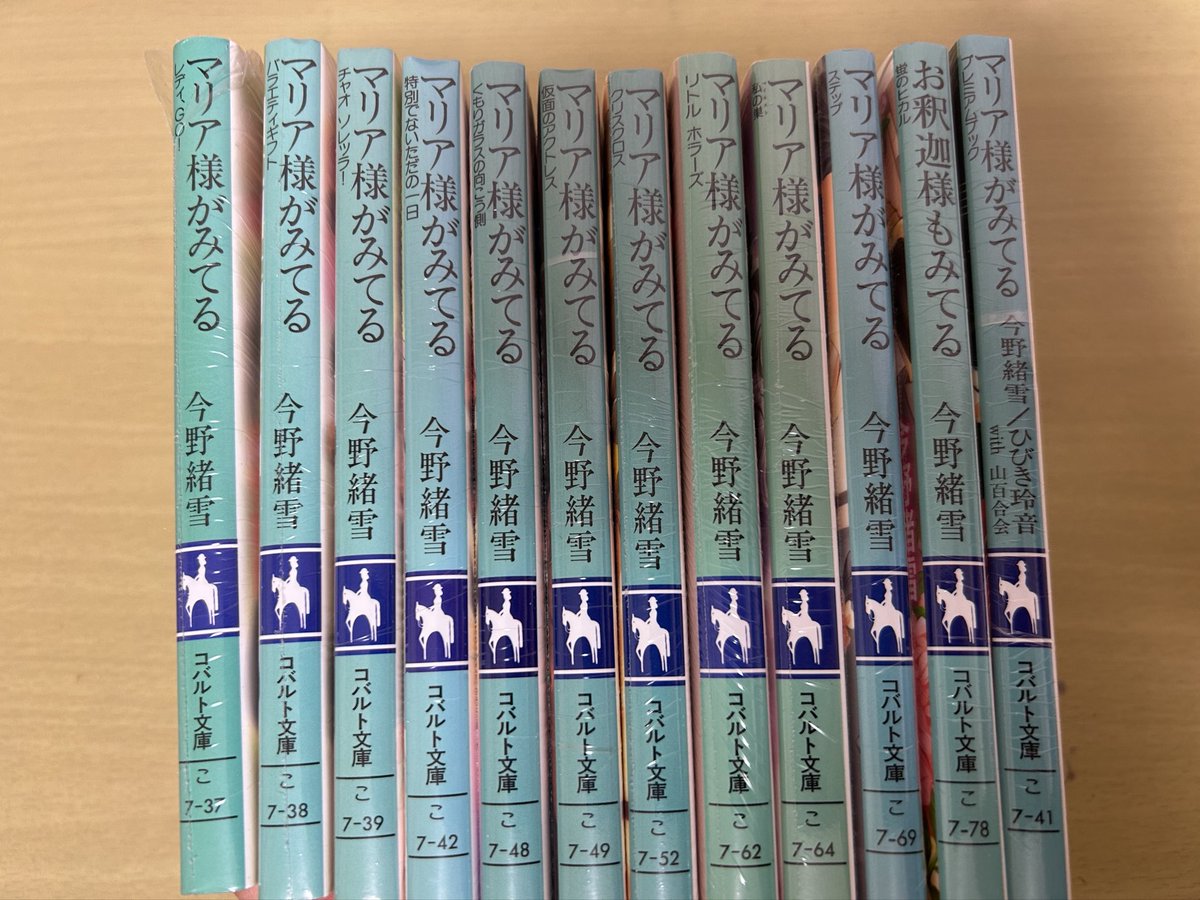 マリア様がみてる
レディ、GO!
今野緒雪
コバルト文庫
こ
7-37
マリア様がみてる
バラエティギフト
今野緒雪
コバルト文庫
こ
7-38
マリア様がみてる
チャオ ソレッラ!
今野緒雪
コバルト文庫
こ
7-39
マリア様がみてる
特別でないただの一日
今野緒雪
コバルト文庫
こ
7-42
マリア様がみてる
くもりガラスの向こう側
今野緒雪
コバルト文庫
こ
7-48
マリア様がみてる
仮面のアクトレス
今野緒雪
コバルト文庫
こ
7-49
マリア様がみてる
クリスクロス
今野緒雪
コバルト文庫
こ
7-52
マリア様がみてる
リトル ホラーズ
今野緒雪
コバルト文庫
こ
7-62
マリア様がみてる
私の巣
今野緒雪
コバルト文庫
こ
7-64
マリア様がみてる
ステップ
今野緒雪
コバルト文庫
こ
7-69
お釈迦様もみてる
蛍のヒカル
今野緒雪
コバルト文庫
こ
7-78
マリア様がみてる
プレミアムブック
今野緒雪/ひびき玲音
with 山百合会
コバルト文庫
こ
7-41